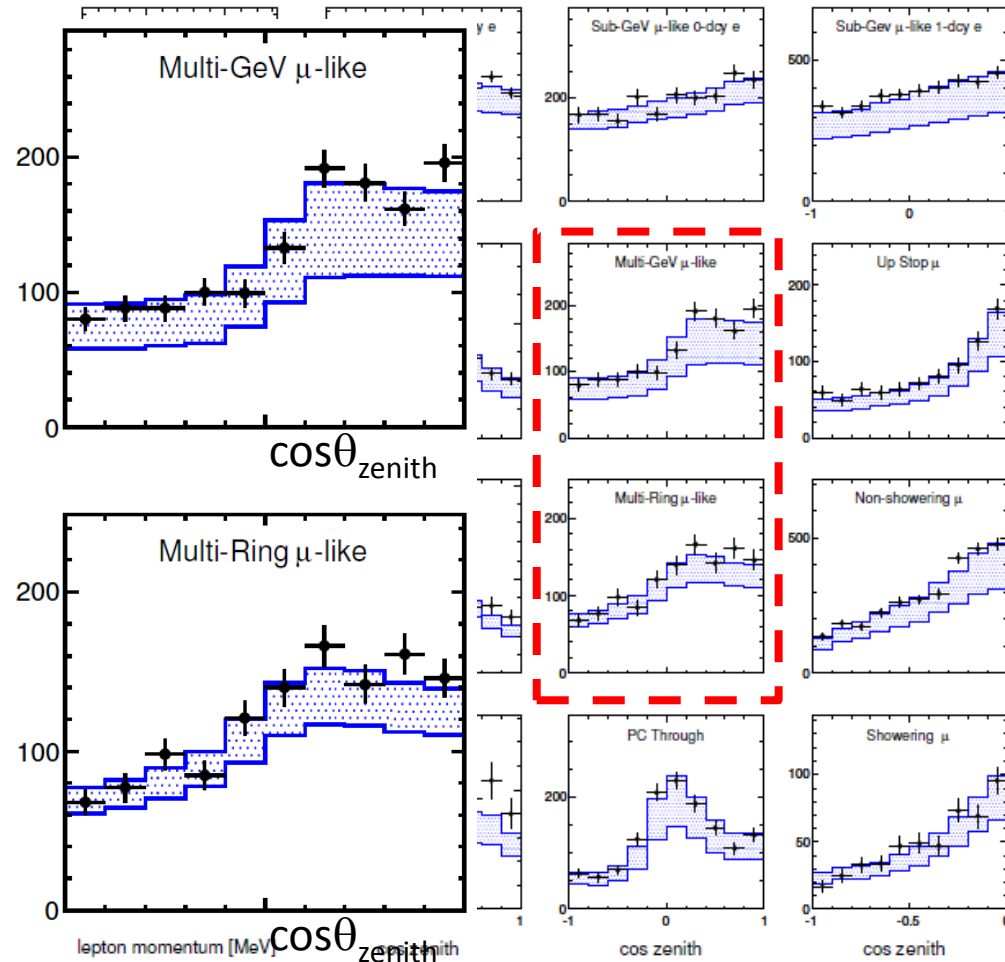 Multi-GeV μ-like
200
100
0
cosθzenith
Multi-Ring μ-like
200
100
0
cosθzenith
lepton momentum [MeV]
cos zenith
y e
1
1
Sub-GeV μ-like 0-dcy e
200
0
Sub-Gev μ-like 1-dcy e
500
0
-1
0
Multi-GeV μ-like
200
100
0
Up Stop μ
200
100
0
Multi-Ring μ-like
200
100
0
Non-showering μ
500
0
PC Through
200
0
-1
0
1
cos zenith
Showering μ
100
50
0
-1
-0.5
0
cos zenith